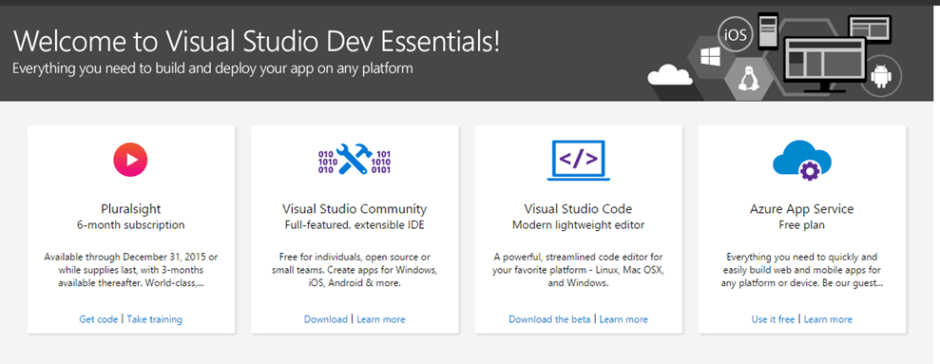 Welcome to Visual Studio Dev Essentials!
Everything you need to build and deploy your app on any platform
iOS
Pluralsight
6-month subscription
Available through December 31, 2015 or
while supplies last, with 3-months
available thereafter. World-class,...
Get code | Take training
010 101
1010 1010
010 0101
Visual Studio Community
Full-featured, extensible IDE
Free for individuals, open source or
small teams. Create apps for Windows,
iOS, Android & more.
Download | Learn more
</>
Visual Studio Code
Modern lightweight editor
A powerful, streamlined code editor for
your favorite platform - Linux, Mac OSX,
and Windows.
Download the beta | Learn more
Azure App Service
Free plan
Everything you need to quickly and
easily build web and mobile apps for
any platform or device. Be our guest...
Use it free | Learn more